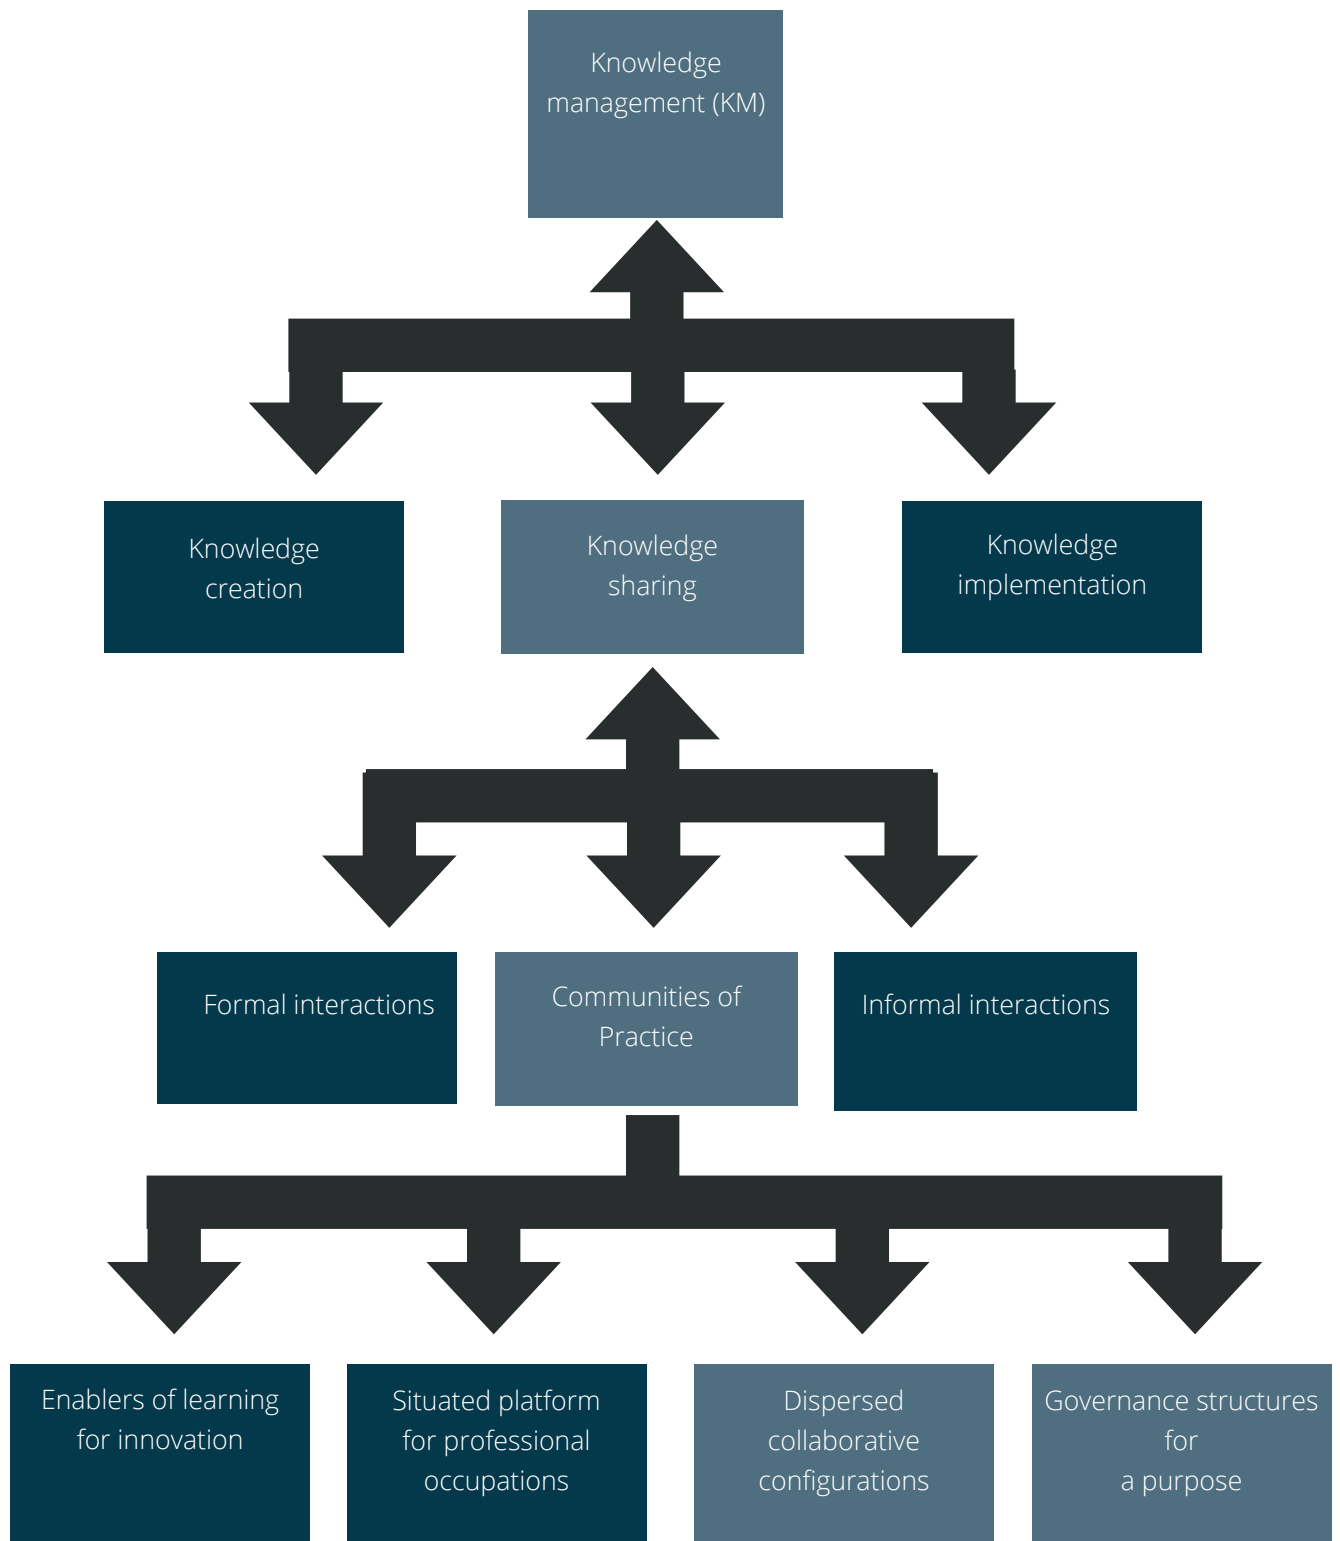 Knowledge
management (KM)
Knowledge
creation
Knowledge
sharing
Knowledge
implementation
Formal interactions
Communities of
Practice
Informal interactions
Enablers of learning
for innovation
Situated platform
for professional
occupations
Dispersed
collaborative
configurations
Governance structures
for
a purpose